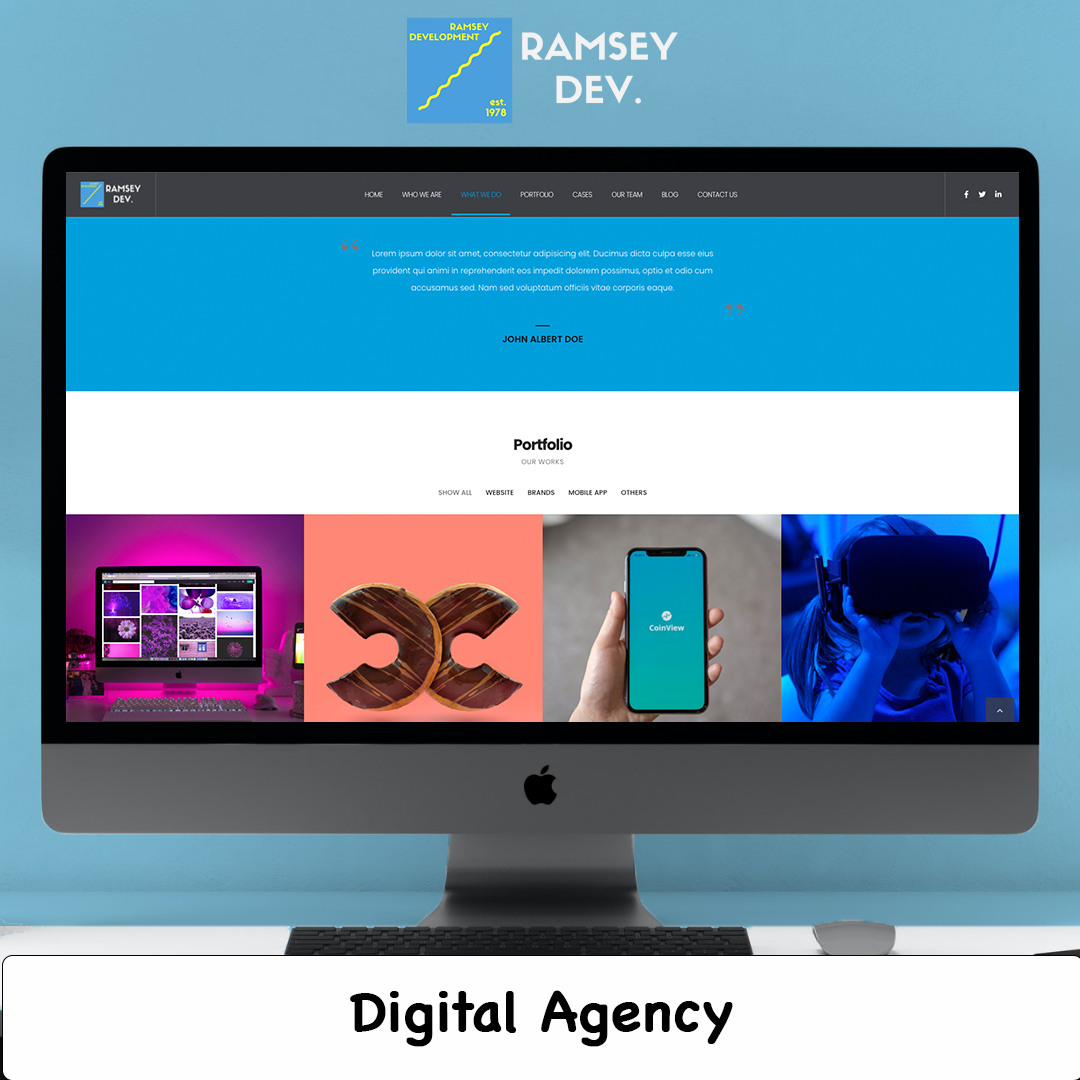 RAMSEY
DEVELOPMENT
est.
1978
RAMSEY
DEV.
RAMSEY
DEV.
HOME WHO WE ARE WHAT WE DO PORTFOLIO CASES OUR TEAM BLOG CONTACT US
“ Lorem ipsum dolor sit amet, consectetur adipisicing elit. Ducimus dicta culpa esse eius
provident qui animi in reprehenderit eos impedit dolorem possimus, optio et odio cum
accusamus sed. Nam sed voluptatum officiis vitae corporis eaque.
”
JOHN ALBERT DOE
Portfolio
OUR WORKS
SHOW ALL WEBSITE BRANDS MOBILE APP OTHERS
CoinView
Digital Agency